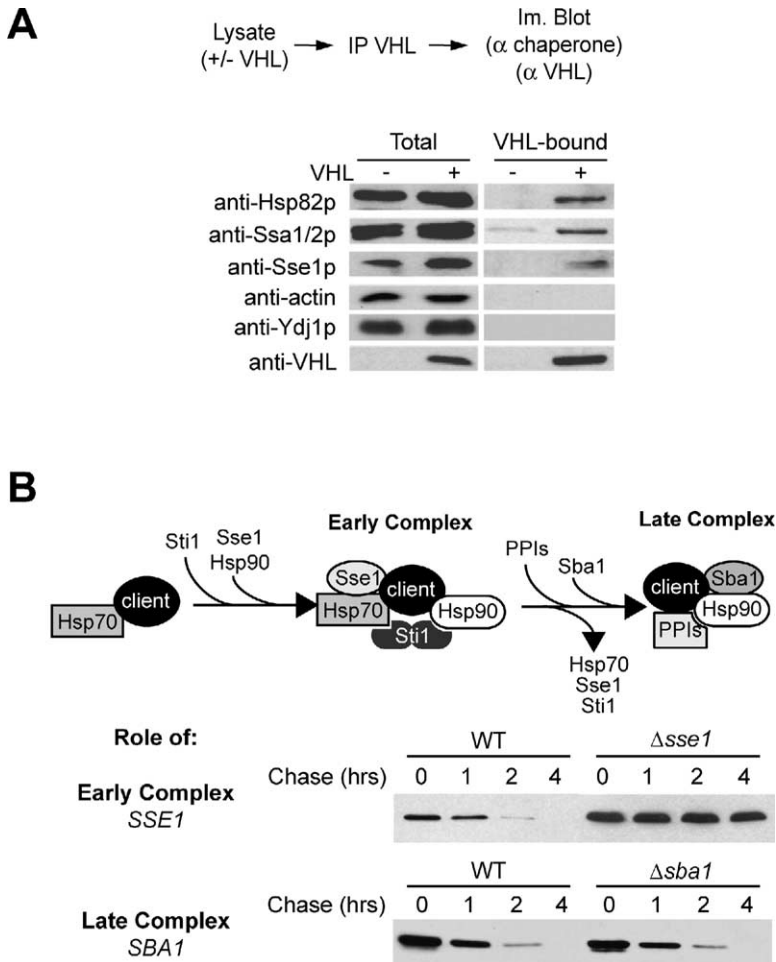 A
Lysate
(+/- VHL)
IP VHL
Im. Blot
(α chaperone)
(α VHL)
Total VHL-bound
VHL - + - +
anti-Hsp82p
anti-Ssa1/2p
anti-Sse1p
anti-actin
anti-Ydj1p
anti-VHL
B
Early Complex
Late Complex
Sti1
Sse1
Hsp90
PPIs
Sba1
Hsp70
client
Sse1
client
Hsp70
Hsp90
Sti1
client
Sba1
Hsp90
PPIs
Hsp70
Sse1
Sti1
Role of:
WT Δsse1
Chase (hrs) 0 1 2 4 0 1 2 4
Early Complex
SSE1
WT Δsba1
Chase (hrs) 0 1 2 4 0 1 2 4
Late Complex
SBA1